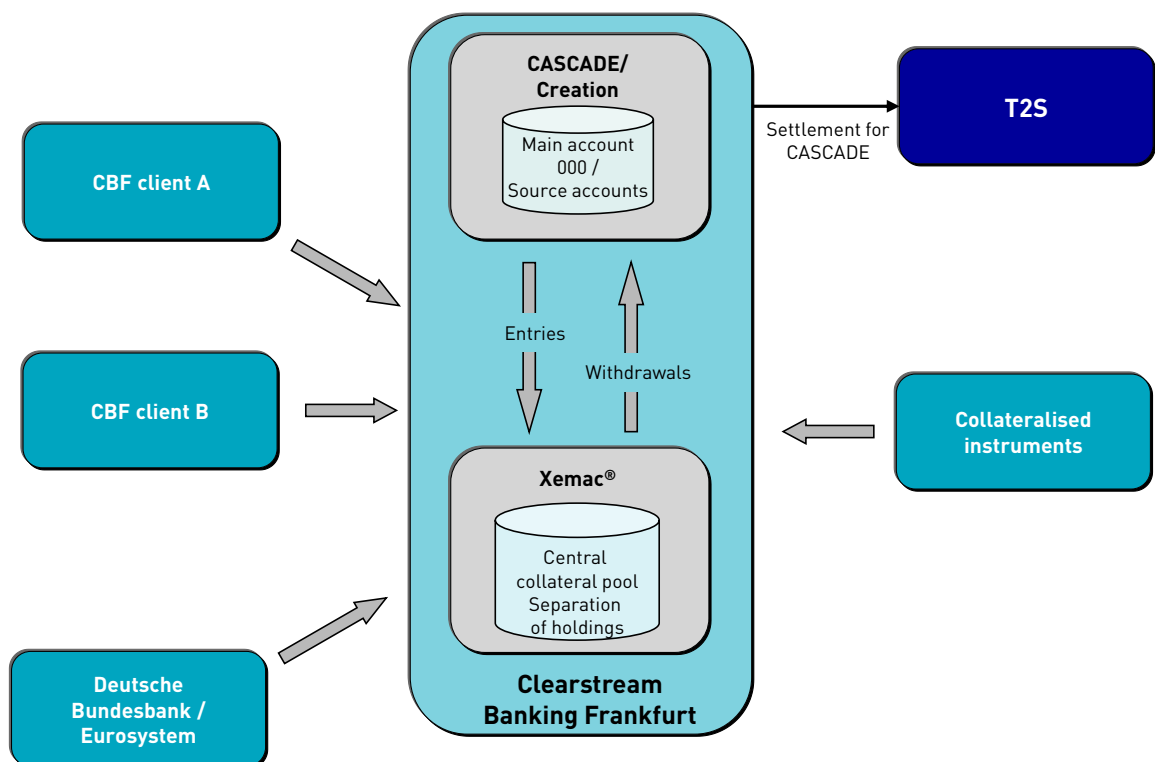 CASCADE/
Creation
Main account
000 /
Source accounts
T2S
Settlement for
CASCADE
CBF client A
Entries
Withdrawals
CBF client B
Collateralised
instruments
Xemac®
Central
collateral pool
Separation
of holdings
Deutsche
Bundesbank /
Eurosystem
Clearstream
Banking Frankfurt